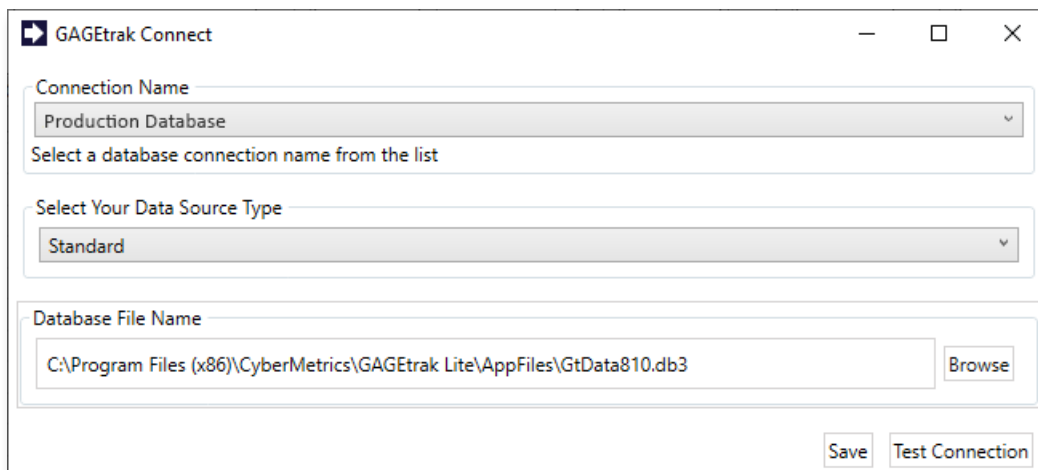 GAGEtrak Connect
Connection Name
Production Database
Select a database connection name from the list
Select Your Data Source Type
Standard
Database File Name
C:\Program Files (x86)\CyberMetrics\GAGEtrak Lite\AppFiles\GtData810.db3
Browse
Save Test Connection